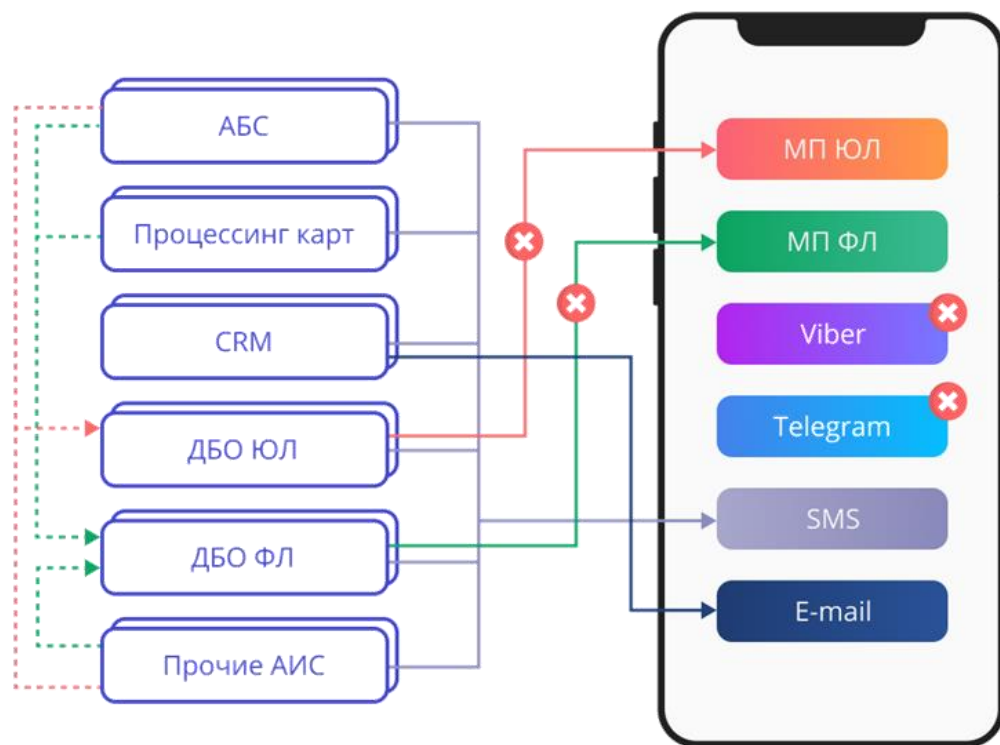 АБС
Процессинг карт
CRM
ДБО ЮЛ
ДБО ФЛ
Прочие АИС
МП ЮЛ
МП ФЛ
Viber
Telegram
SMS
E-mail